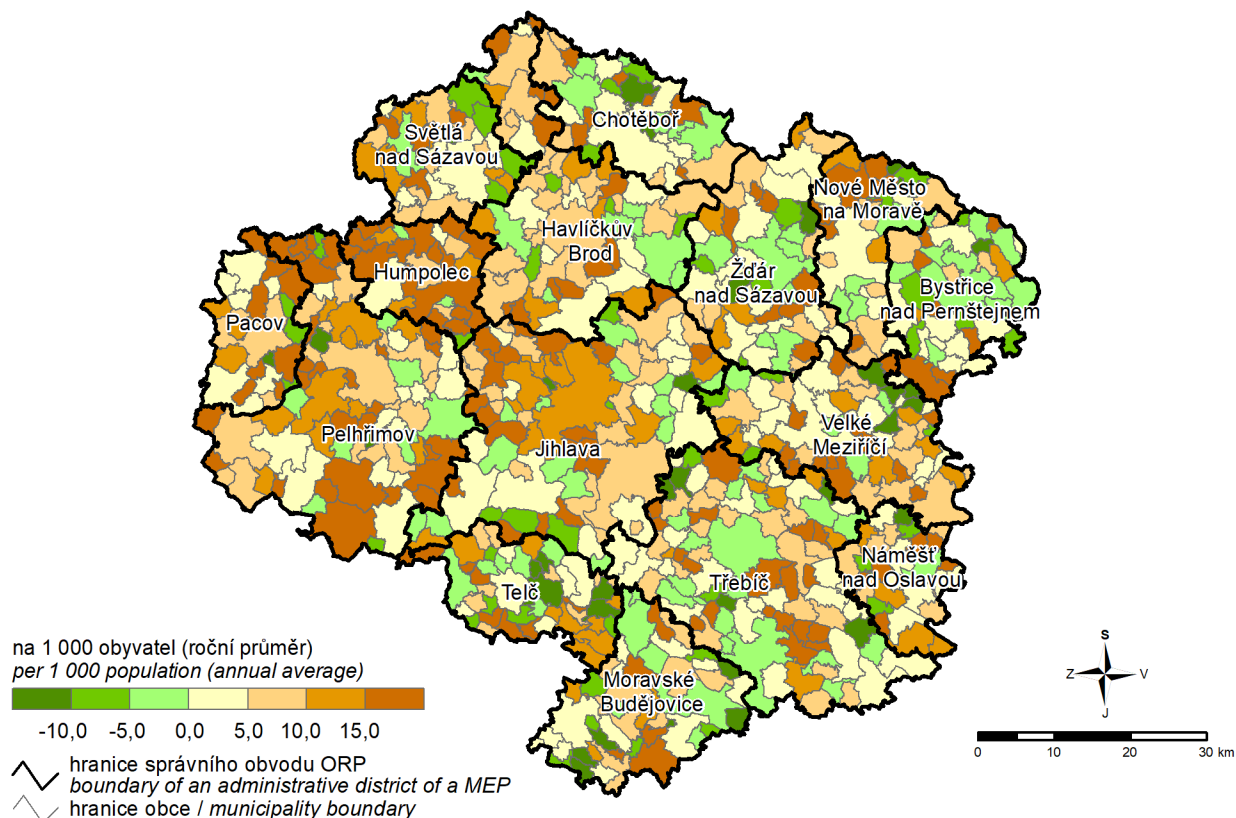 Chotěboř
Světlá
nad Sázavou
Nové Město
na Moravě
Havlíčkův
Brod
Humpolec
Žďár
nad Sázavou
Bystřice
nad Pernštejnem
Pacov
Pelhřimov
Jihlava
Velké
Meziříčí
Náměšť
nad Oslavou
Třebíč
Telč
Moravské
Budějovice
na 1 000 obyvatel (roční průměr)
per 1 000 population (annual average)
-10,0 -5,0 0,0 5,0 10,0 15,0
hranice správního obvodu ORP
boundary of an administrative district of a MEP
hranice obce / municipality boundary
S
Z V
J
0 10 20 30 km